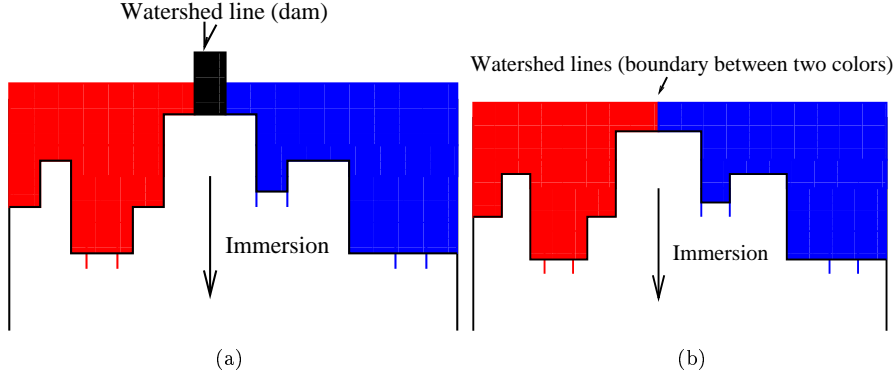 Watershed line (dam)
Watershed lines (boundary between two colors)
Immersion
Immersion
(a)
(b)